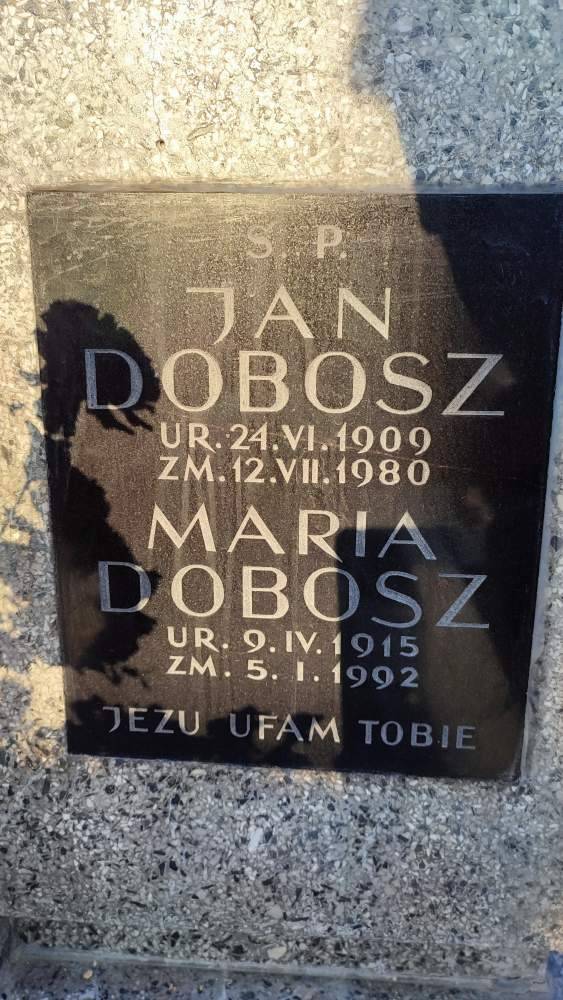 S. P.
JAN
DOBOSZ
UR. 24. VI. 1909
ZM. 12. VII. 1980
MARIA
DOBOSZ
UR. 9. IV. 1915
ZM. 5. I. 1992
JEZU UFAM TOBIE